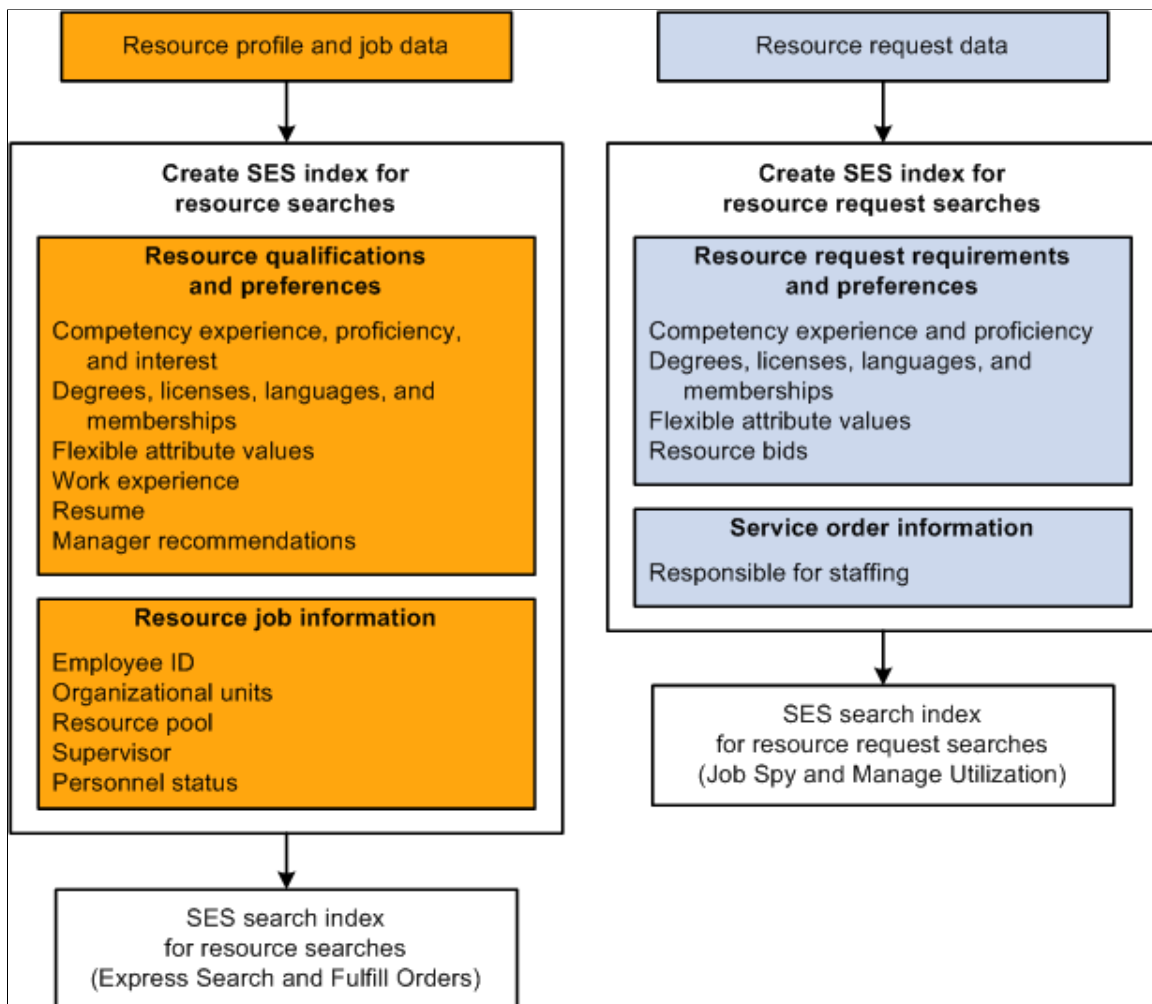 Resource profile and job data
Create SES index for
resource searches
Resource qualifications
and preferences
Competency experience, proficiency,
and interest
Degrees, licenses, languages, and
memberships
Flexible attribute values
Work experience
Resume
Manager recommendations
Resource job information
Employee ID
Organizational units
Resource pool
Supervisor
Personnel status
SES search index
for resource searches
(Express Search and Fulfill Orders)
Resource request data
Create SES index for
resource request searches
Resource request requirements
and preferences
Competency experience and proficiency
Degrees, licenses, languages, and
memberships
Flexible attribute values
Resource bids
Service order information
Responsible for staffing
SES search index
for resource request searches
(Job Spy and Manage Utilization)